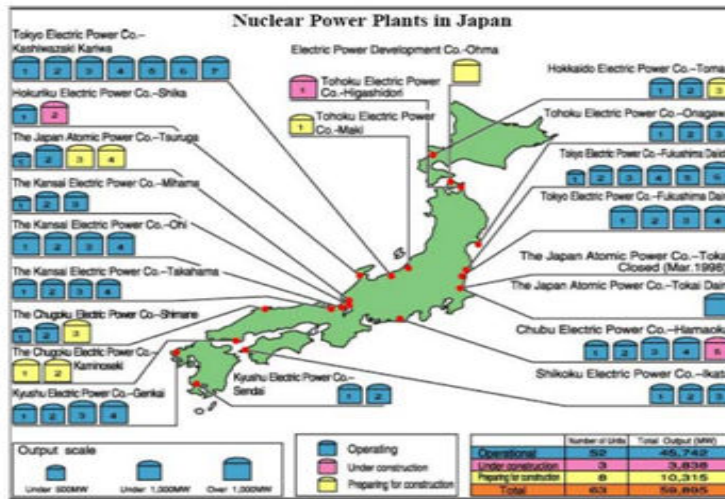 Nuclear Power Plants in Japan
Tokyo Electric Power Co.–
Kashiwazaki Kariwa
1 2 3 4 5 6 7
Hokuriku Electric Power Co.–Shika
1 2
The Japan Atomic Power Co.–Tsuruga
1 2 3 4
The Kansai Electric Power Co.–Mihama
1 2 3
The Kansai Electric Power Co.–Ohi
1 2 3 4
The Kansai Electric Power Co.–Takahama
1 2 3 4
The Chugoku Electric Power Co.–Shimane
1 2 3
The Chugoku Electric Power Co.–
Kaminoseki
1 2
Kyushu Electric Power Co.–Genkai
1 2 3 4
Electric Power Development Co.-Ohma
Tohoku Electric Power
Co.–Higashidori
1
Tohoku Electric Power
Co.–Maki
1
Kyushu Electric Power Co.–
Sendai
1 2
Hokkaido Electric Power Co.–Toma
1 2 3
Tohoku Electric Power Co.–Onaga
1 2 3
Tokyo Electric Power Co.–Fukushima Daiic
1 2 3 4 5 6
Tokyo Electric Power Co.–Fukushima Da
1 2 3
The Japan Atomic Power Co.–Toka
Closed (Mar.1998)
The Japan Atomic Power Co.–Tokai Dain
Chubu Electric Power Co.–Hamaok
1 2 3 4 5
Shikoku Electric Power Co.–Ikat
1 2 3
Output scale
Under 500MW
Under 1,000MW
Over 1,000MW
Operating
Under construction
Preparing for construction
Number of Units Total Output (MW)
Operational 52 45,742
Under construction 3 3,838
Preparing for construction 8 10,315
Total 63 59,895